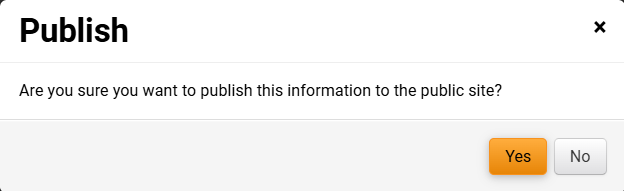 Publish
×
Are you sure you want to publish this information to the public site?
Yes
No